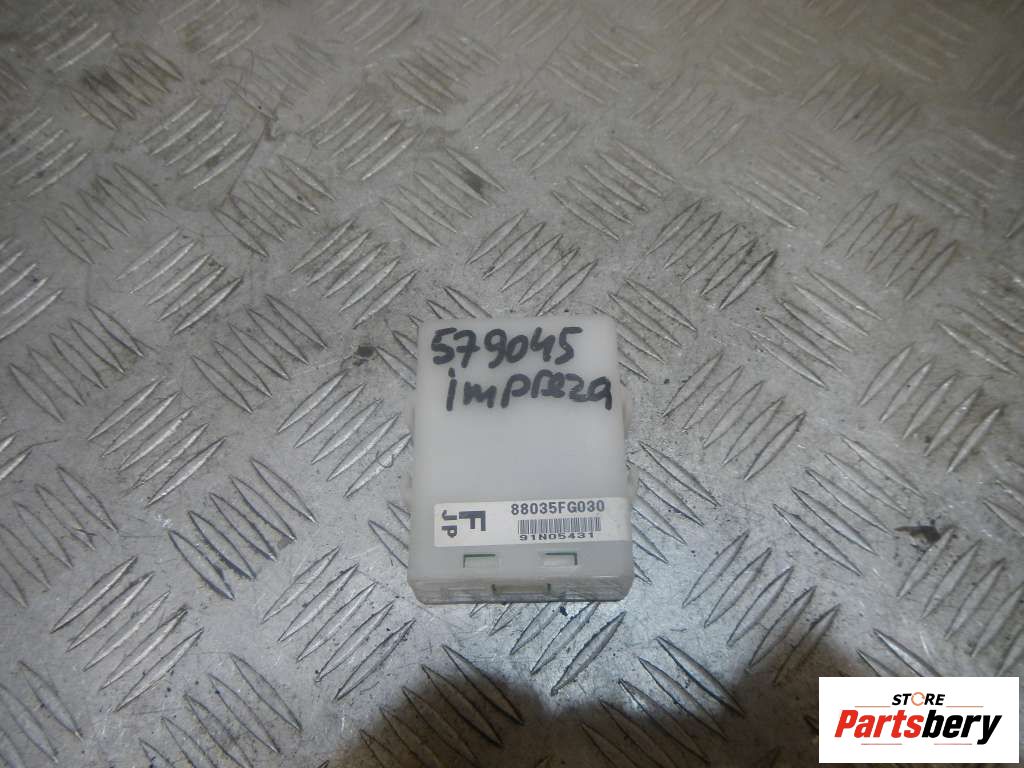 579045
impreza
F
JP
88035FG030
91N05431
STORE
Partsbery